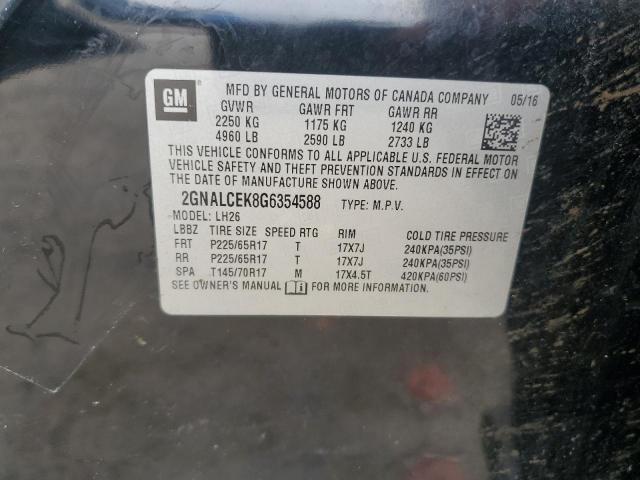 GM
MFD BY GENERAL MOTORS OF CANADA COMPANY 05/16
GVWR GAWR FRT GAWR RR
2250 KG 1175 KG 1240 KG
4960 LB 2590 LB 2733 LB
THIS VEHICLE CONFORMS TO ALL APPLICABLE U.S. FEDERAL MOTOR
VEHICLE SAFETY AND THEFT PREVENTION STANDARDS IN EFFECT ON
THE DATE OF MANUFACTURE SHOWN ABOVE.
2GNALCEK8G6354588 TYPE: M.P.V.
MODEL: LH26
LBBZ TIRE SIZE SPEED RTG RIM COLD TIRE PRESSURE
FRT P225/65R17 T 17X7J 240KPA(35PSI)
RR P225/65R17 T 17X7J 240KPA(35PSI)
SPA T145/70R17 M 17X4.5T 420KPA(60PSI)
SEE OWNER'S MANUAL FOR MORE INFORMATION.